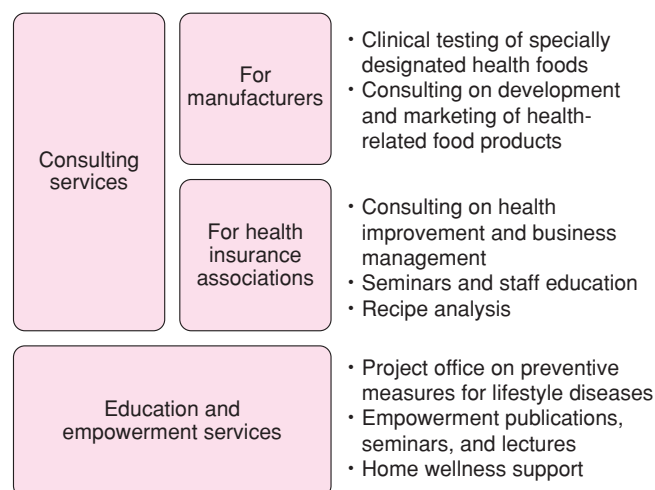 Consulting
services
For
manufacturers
・Clinical testing of specially
designated health foods
・Consulting on development
and marketing of health-
related food products
For health
insurance
associations
・Consulting on health
improvement and business
management
・Seminars and staff education
・Recipe analysis
Education and
empowerment services
・Project office on preventive
measures for lifestyle diseases
・Empowerment publications,
seminars, and lectures
・Home wellness support